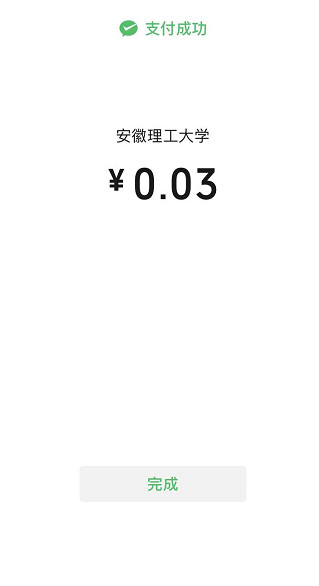 支付成功
安徽理工大学
¥0.03
完成